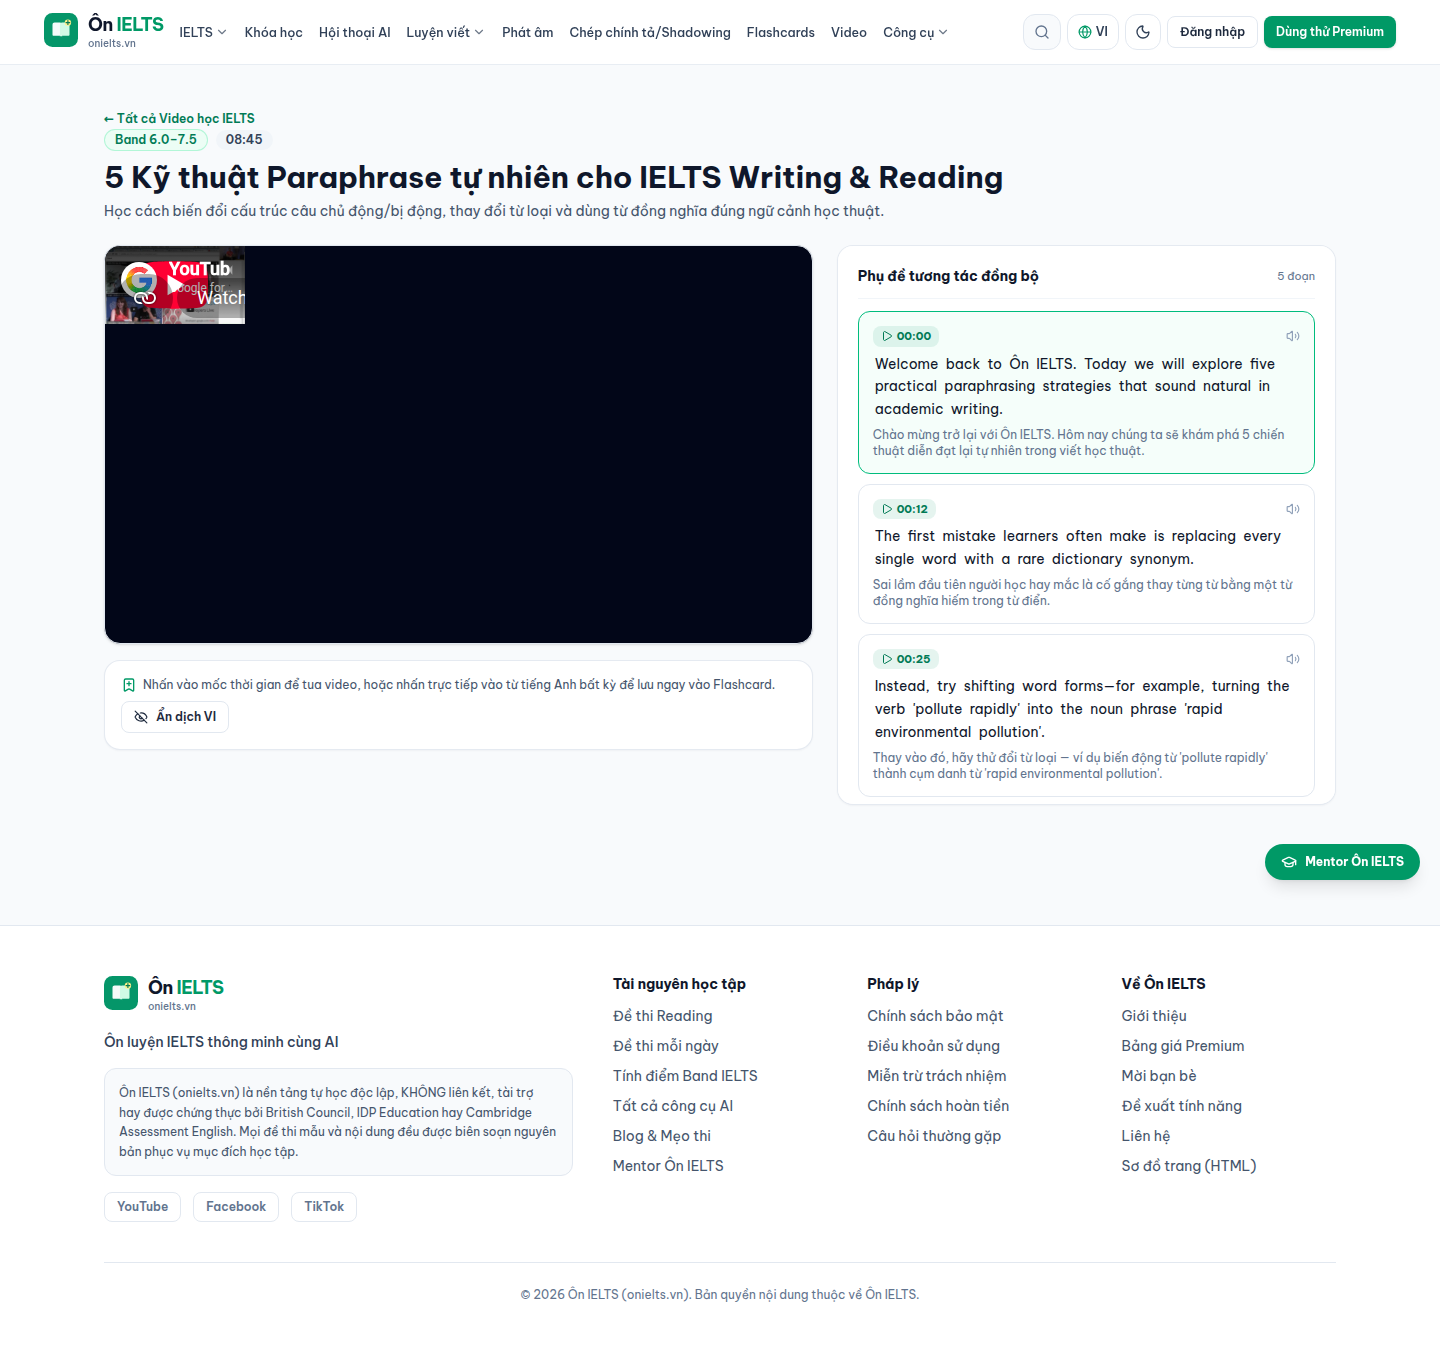 Ôn IELTS
onielts.vn
IELTS
Khóa học
Hội thoại AI
Luyện viết
Phát âm
Chép chính tả/Shadowing
Flashcards
Video
Công cụ
VI
Đăng nhập
Dùng thử Premium
← Tất cả Video học IELTS
Band 6.0–7.5
08:45
5 Kỹ thuật Paraphrase tự nhiên cho IELTS Writing & Reading
Học cách biến đổi cấu trúc câu chủ động/bị động, thay đổi từ loại và dùng từ đồng nghĩa đúng ngữ cảnh học thuật.
YouTub
Google for...
Watch
Nhấn vào mốc thời gian để tua video, hoặc nhấn trực tiếp vào từ tiếng Anh bất kỳ để lưu ngay vào Flashcard.
Ẩn dịch VI
Phụ đề tương tác đồng bộ
5 đoạn
00:00
Welcome back to Ôn IELTS. Today we will explore five
practical paraphrasing strategies that sound natural in
academic writing.
Chào mừng trở lại với Ôn IELTS. Hôm nay chúng ta sẽ khám phá 5 chiến
thuật diễn đạt lại tự nhiên trong viết học thuật.
00:12
The first mistake learners often make is replacing every
single word with a rare dictionary synonym.
Sai lầm đầu tiên người học hay mắc là cố gắng thay từng từ bằng một từ
đồng nghĩa hiếm trong từ điển.
00:25
Instead, try shifting word forms—for example, turning the
verb 'pollute rapidly' into the noun phrase 'rapid
environmental pollution'.
Thay vào đó, hãy thử đổi từ loại — ví dụ biến động từ 'pollute rapidly'
thành cụm danh từ 'rapid environmental pollution'.
Mentor Ôn IELTS
Ôn IELTS
onielts.vn
Ôn luyện IELTS thông minh cùng AI
Ôn IELTS (onielts.vn) là nền tảng tự học độc lập, KHÔNG liên kết, tài trợ
hay được chứng thực bởi British Council, IDP Education hay Cambridge
Assessment English. Mọi đề thi mẫu và nội dung đều được biên soạn nguyên
bản phục vụ mục đích học tập.
YouTube
Facebook
TikTok
Tài nguyên học tập
Đề thi Reading
Đề thi mỗi ngày
Tính điểm Band IELTS
Tất cả công cụ AI
Blog & Mẹo thi
Mentor Ôn IELTS
Pháp lý
Chính sách bảo mật
Điều khoản sử dụng
Miễn trừ trách nhiệm
Chính sách hoàn tiền
Câu hỏi thường gặp
Về Ôn IELTS
Giới thiệu
Bảng giá Premium
Mời bạn bè
Đề xuất tính năng
Liên hệ
Sơ đồ trang (HTML)
© 2026 Ôn IELTS (onielts.vn). Bản quyền nội dung thuộc về Ôn IELTS.